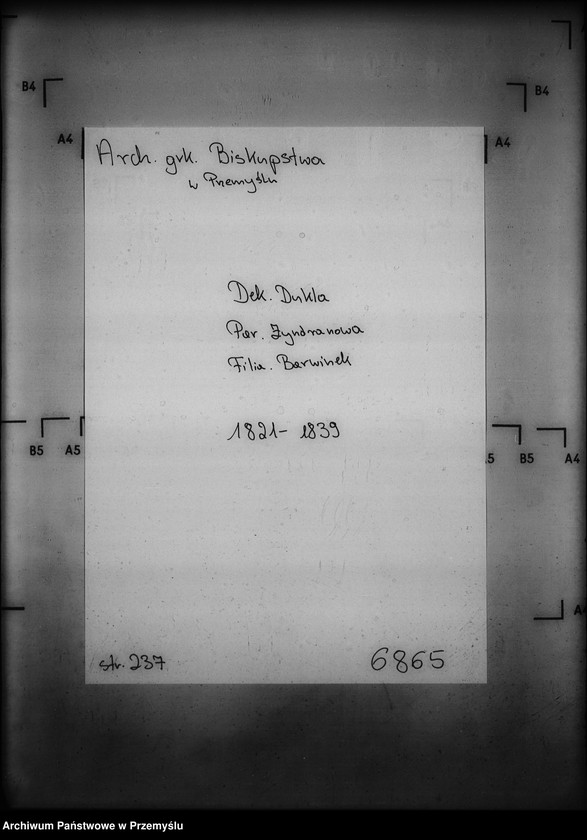 B4
B4
A4
A4
Arch. grk. Biskupstwa
w Przemyślu
Dek. Dukla
Par. Zyndranowa
Filia. Barwinek
1821 - 1839
B5 A5
5 B5 A4
A
str. 237
6865
Archiwum Państwowe w Przemyślu